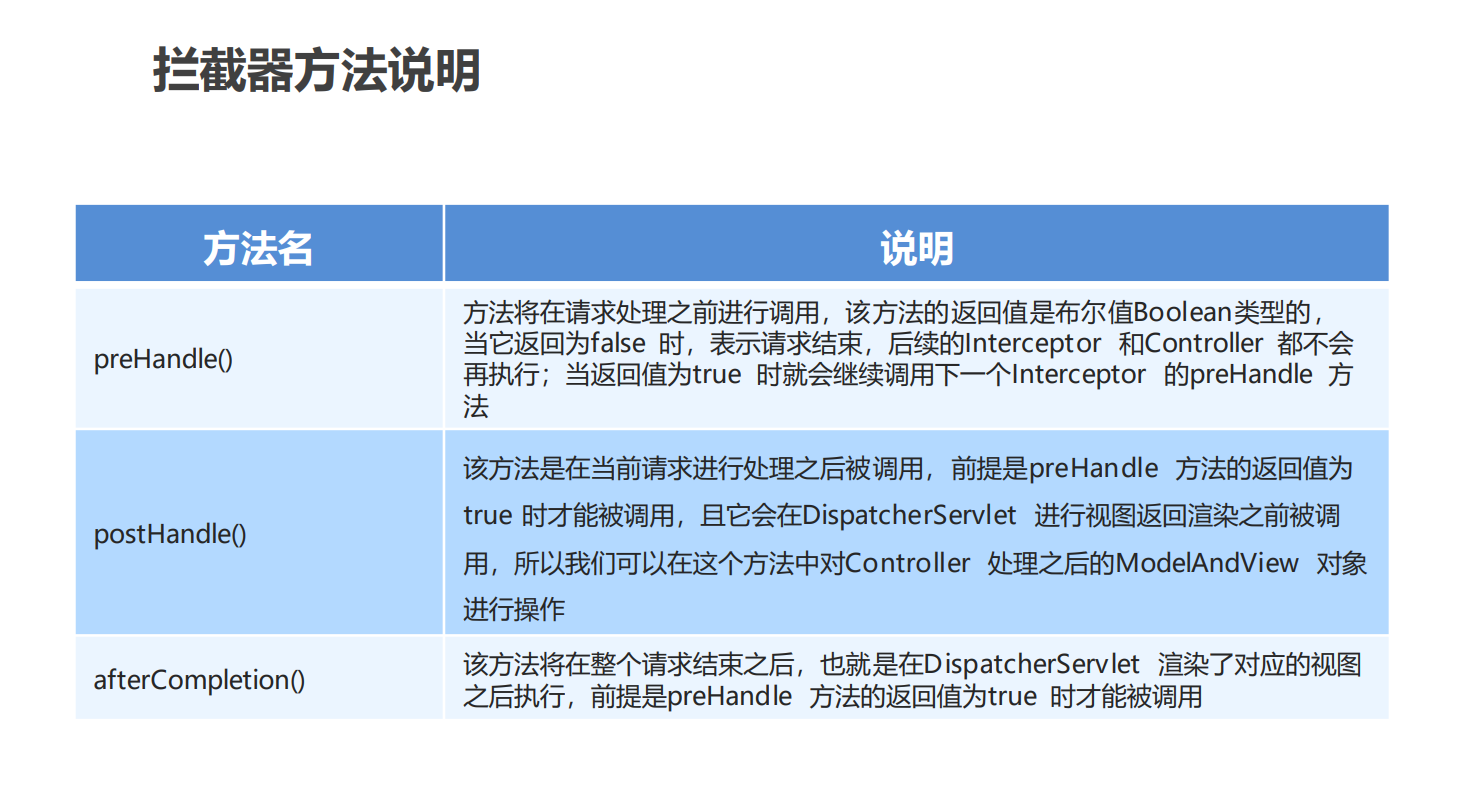 拦截器方法说明
方法名
说明
preHandle()
方法将在请求处理之前进行调用，该方法的返回值是布尔值Boolean类型的，
当它返回为false 时，表示请求结束，后续的Interceptor 和Controller 都不会
再执行；当返回值为true 时就会继续调用下一个Interceptor 的preHandle 方
法
postHandle()
该方法是在当前请求进行处理之后被调用，前提是preHandle 方法的返回值为
true 时才能被调用，且它会在DispatcherServlet 进行视图返回渲染之前被调
用，所以我们可以在这个方法中对Controller 处理之后的ModelAndView 对象
进行操作
afterCompletion()
该方法将在整个请求结束之后，也就是在DispatcherServlet 渲染了对应的视图
之后执行，前提是preHandle 方法的返回值为true 时才能被调用